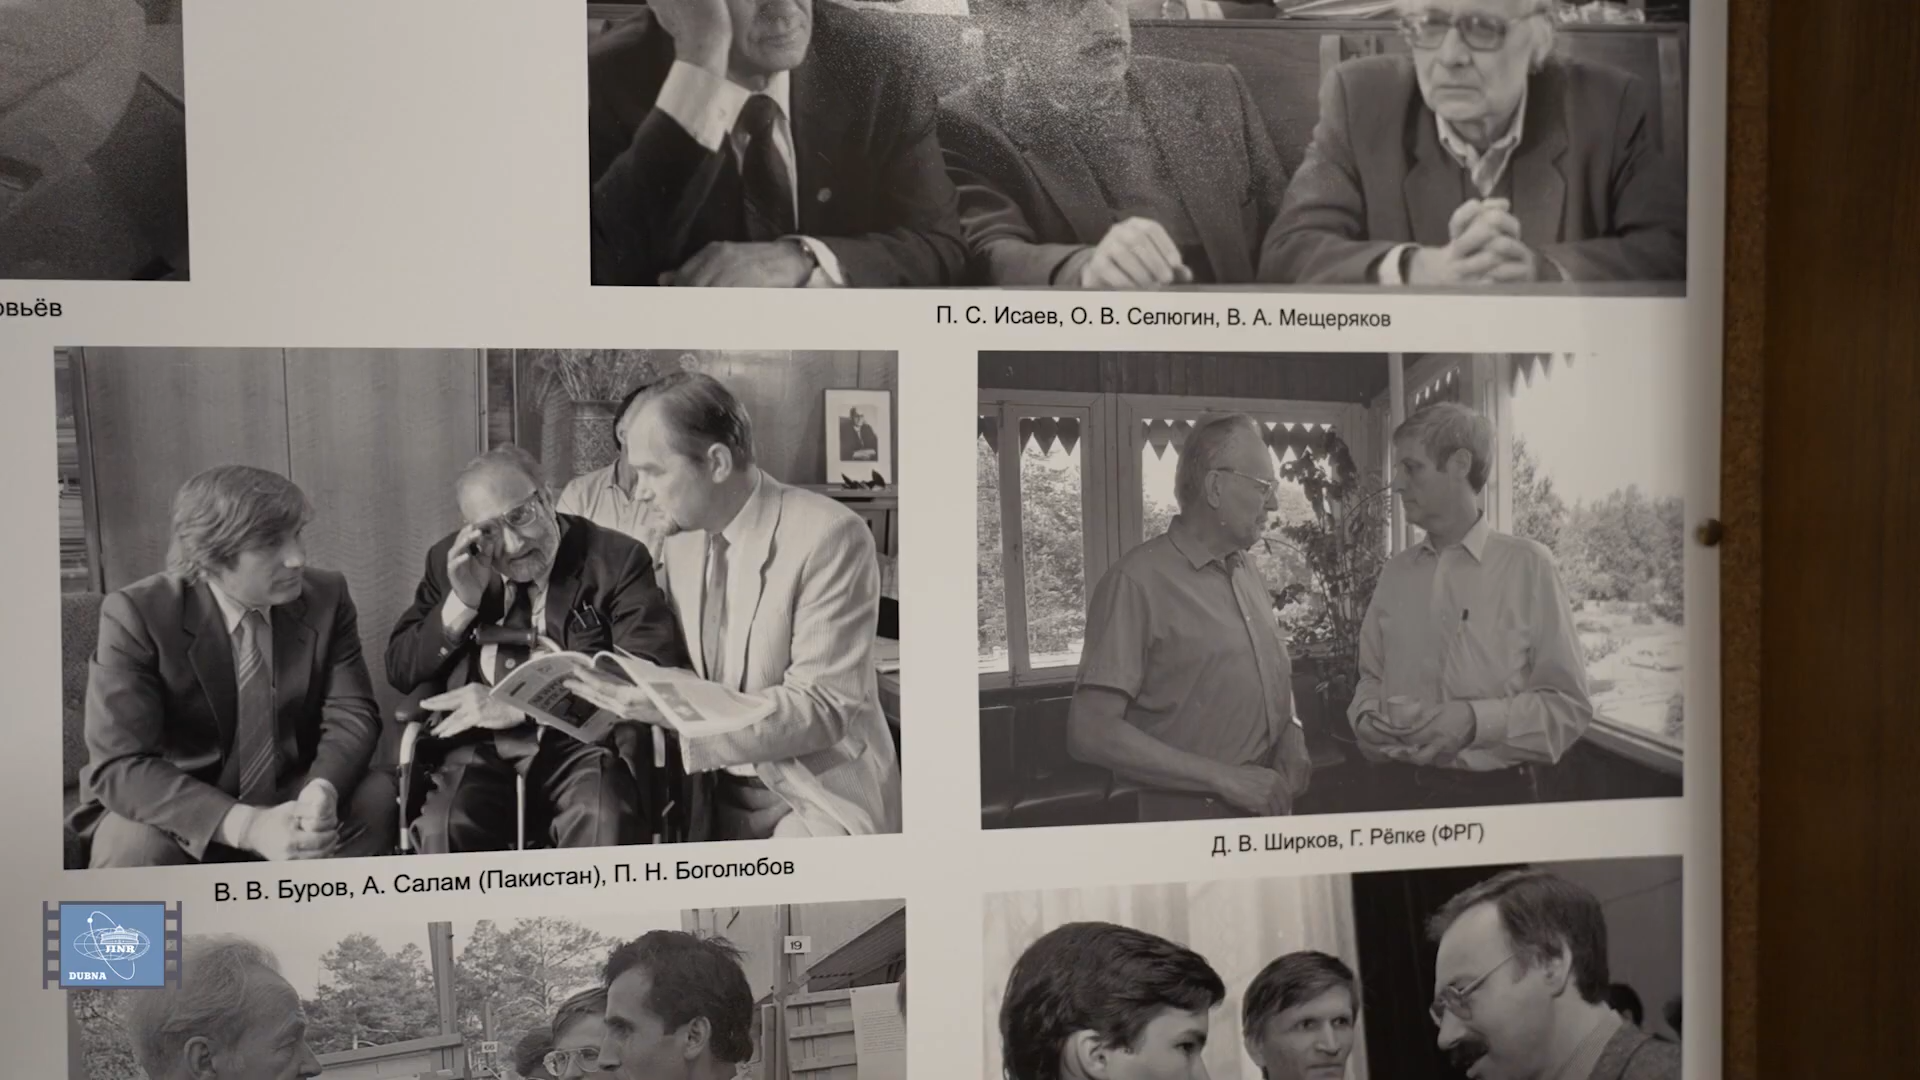 овьёв
П. С. Исаев, О. В. Селюгин, В. А. Мещеряков
В. В. Буров, А. Салам (Пакистан), П. Н. Боголюбов
Д. В. Ширков, Г. Рёпке (ФРГ)
19
JINR
DUBNA